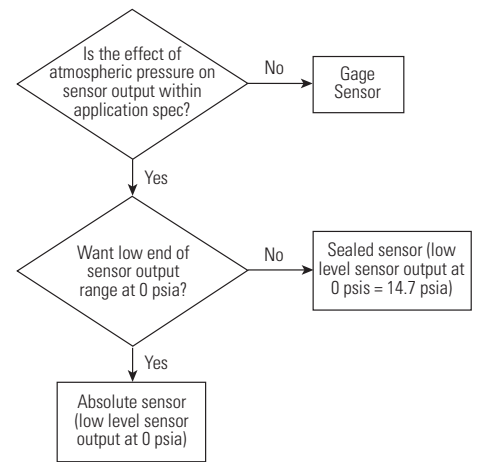 Is the effect of
atmospheric pressure on
sensor output within
application spec?
No
Gage
Sensor
Yes
Want low end of
sensor output
range at 0 psia?
No
Sealed sensor (low
level sensor output at
0 psis = 14.7 psia)
Yes
Absolute sensor
(low level sensor
output at 0 psia)